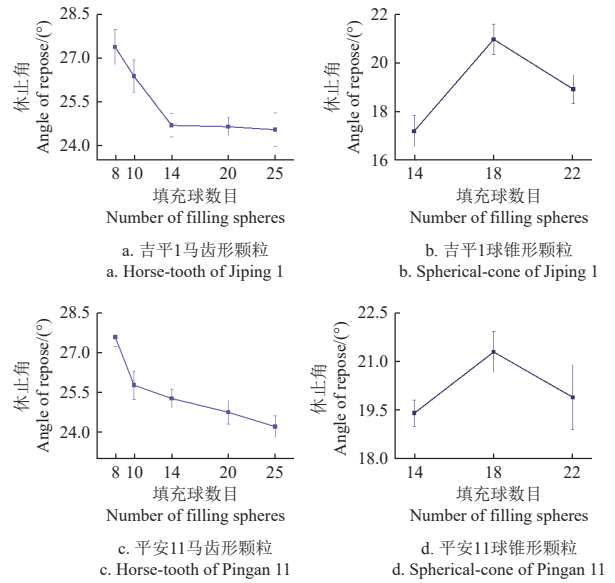 28.5
27.0
25.5
24.0
休止角
Angle of repose/(°)
8 10 14 20 25
填充球数目
Number of filling spheres
a. 吉平1马齿形颗粒
a. Horse-tooth of Jiping 1
22
20
18
16
休止角
Angle of repose/(°)
14 18 22
填充球数目
Number of filling spheres
b. 吉平1球锥形颗粒
b. Spherical-cone of Jiping 1
28.5
27.0
25.5
24.0
休止角
Angle of repose/(°)
8 10 14 20 25
填充球数目
Number of filling spheres
c. 平安11马齿形颗粒
c. Horse-tooth of Pingan 11
22.5
21.0
19.5
18.0
休止角
Angle of repose/(°)
14 18 22
填充球数目
Number of filling spheres
d. 平安11球锥形颗粒
d. Spherical-cone of Pingan 11